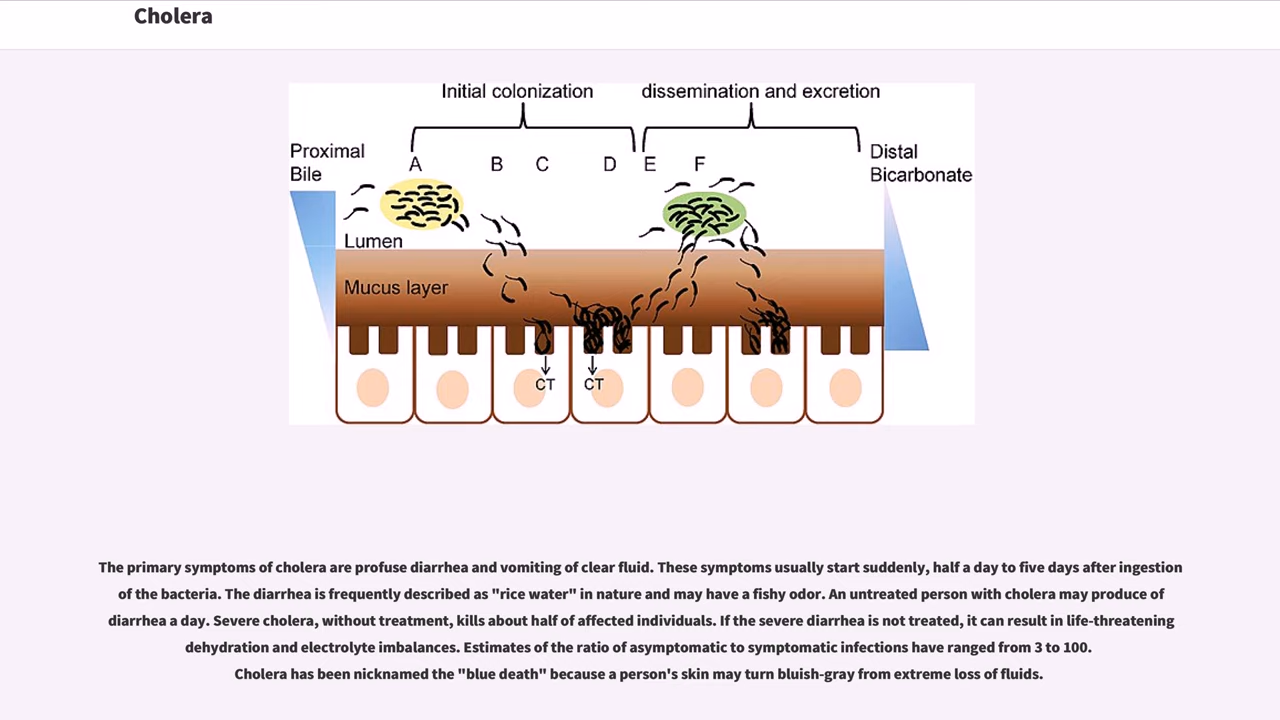 Cholera
Initial colonization
dissemination and excretion
Proximal
Bile
A
B
C
D
E
F
Distal
Bicarbonate
Lumen
Mucus layer
CT
CT
The primary symptoms of cholera are profuse diarrhea and vomiting of clear fluid. These symptoms usually start suddenly, half a day to five days after ingestion
of the bacteria. The diarrhea is frequently described as "rice water" in nature and may have a fishy odor. An untreated person with cholera may produce of
diarrhea a day. Severe cholera, without treatment, kills about half of affected individuals. If the severe diarrhea is not treated, it can result in life-threatening
dehydration and electrolyte imbalances. Estimates of the ratio of asymptomatic to symptomatic infections have ranged from 3 to 100.
Cholera has been nicknamed the "blue death" because a person's skin may turn bluish-gray from extreme loss of fluids.